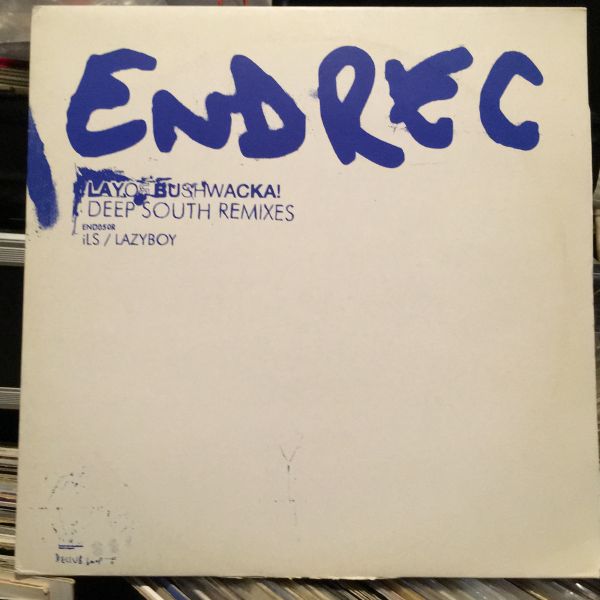 ENDREC
LAYO& BUSHWACKA!
DEEP SOUTH REMIXES
END050R
iLS / LAZYBOY